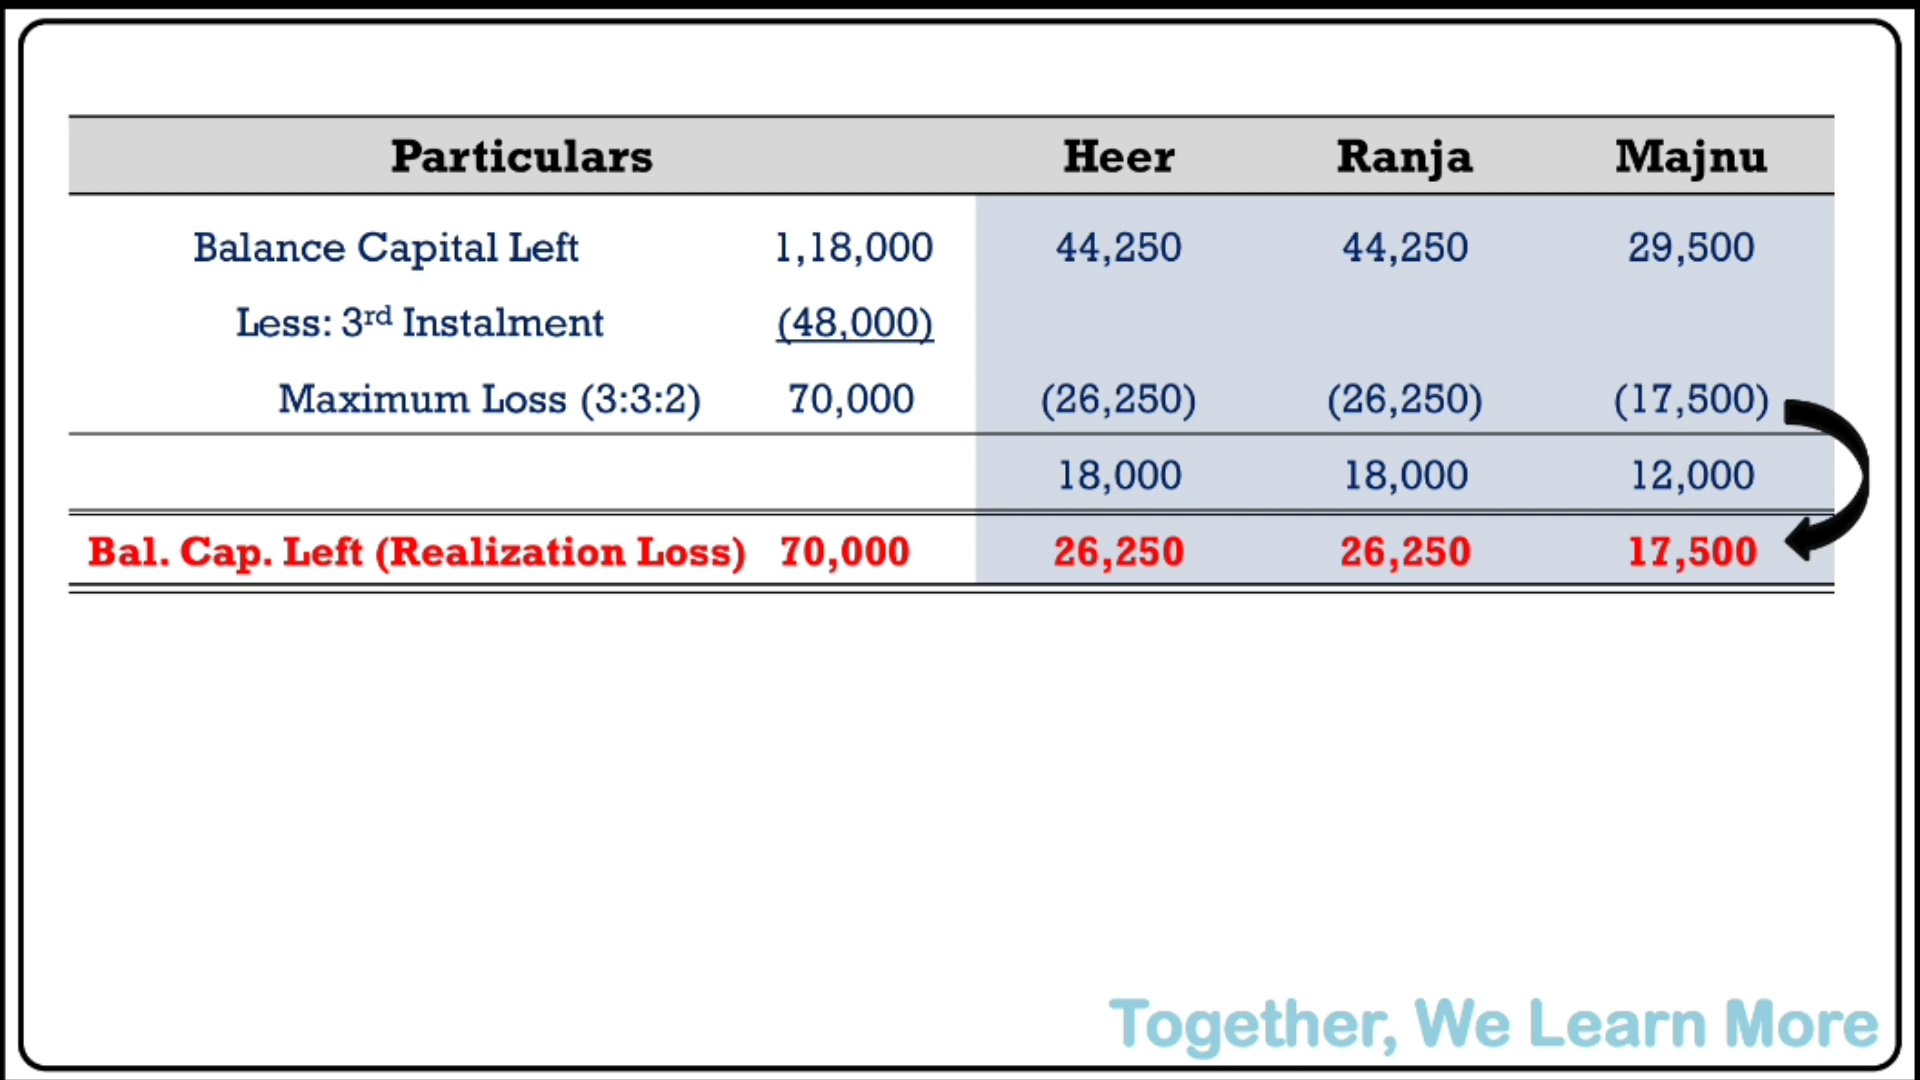 Particulars Heer Ranja Majnu
Balance Capital Left 1,18,000 44,250 44,250 29,500
Less: 3rd Instalment (48,000)
Maximum Loss (3:3:2) 70,000 (26,250) (26,250) (17,500)
18,000 18,000 12,000
Bal. Cap. Left (Realization Loss) 70,000 26,250 26,250 17,500
Together, We Learn More